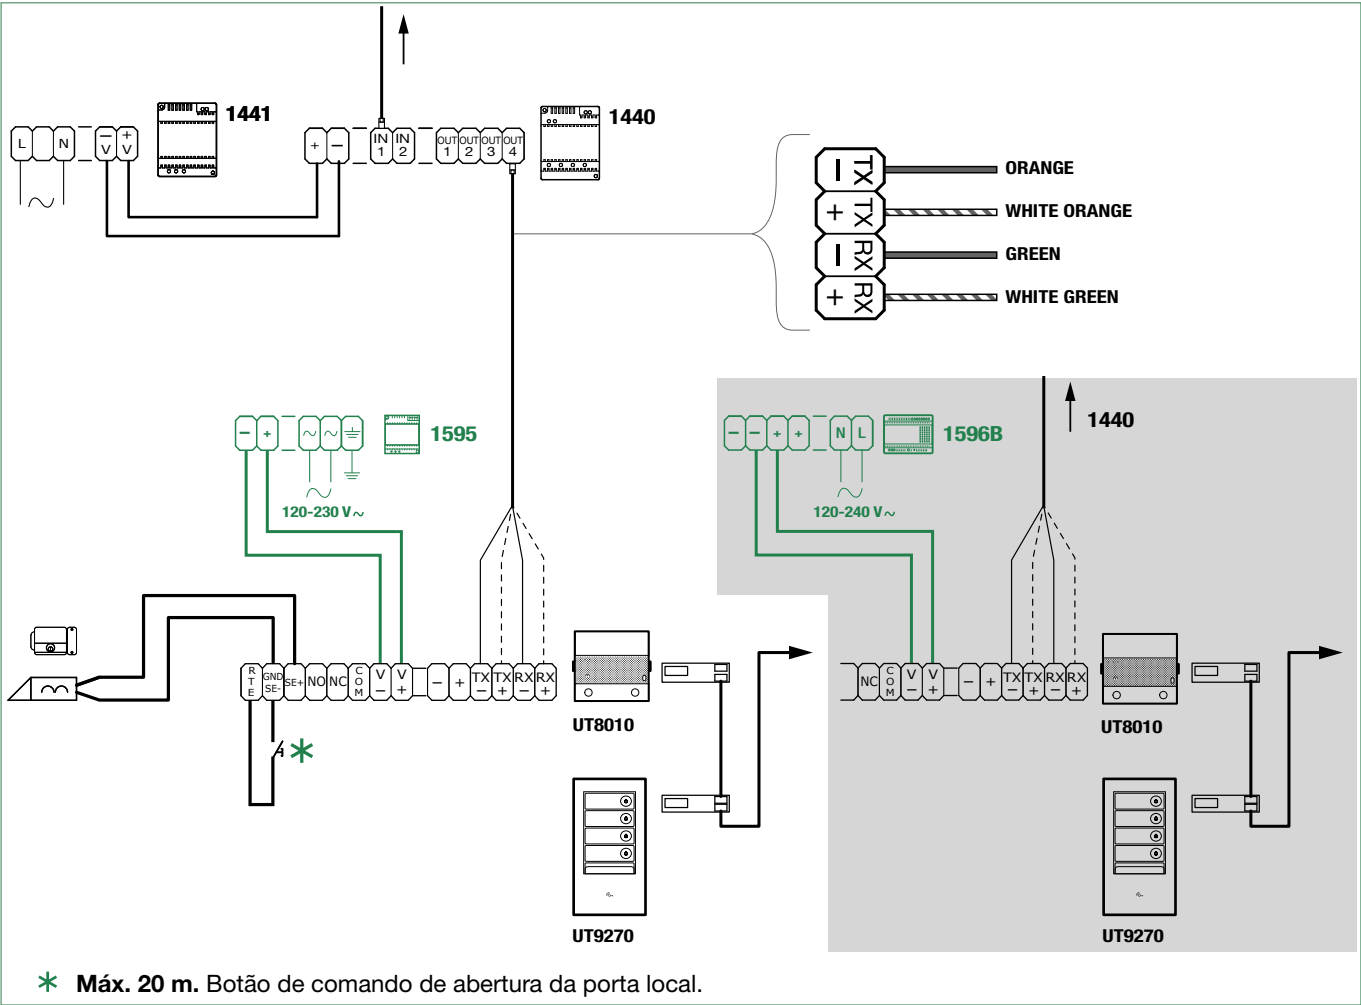 1441
1440
L N
− V
+ V
+ −
IN 1
IN 2
OUT 1
OUT 2
OUT 3
OUT 4
− TX ORANGE
+ TX WHITE ORANGE
− RX GREEN
+ RX WHITE GREEN
− +
1595
120-230 V~
− − + + N L
1596B
120-240 V~
1440
RTE
GND SE-
SE+
NO
NC
COM
V −
V +
− +
TX −
TX +
RX −
RX +
UT8010
NC
COM
V −
V +
− +
TX −
TX +
RX −
RX +
UT8010
UT9270
UT9270
* Máx. 20 m. Botão de comando de abertura da porta local.